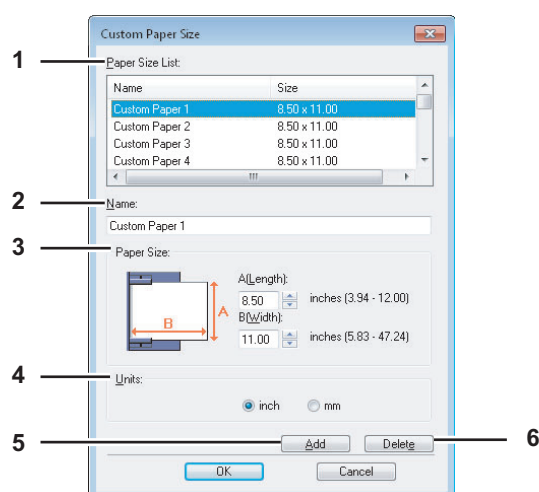 Custom Paper Size
1
Paper Size List:
Name Size
Custom Paper 1 8.50 x 11.00
Custom Paper 2 8.50 x 11.00
Custom Paper 3 8.50 x 11.00
Custom Paper 4 8.50 x 11.00
2
Name:
Custom Paper 1
3
Paper Size:
A(Length):
8.50 inches (3.94 - 12.00)
A
B
B(Width):
11.00 inches (5.83 - 47.24)
4
Units:
inch mm
5
Add Delete
6
OK Cancel